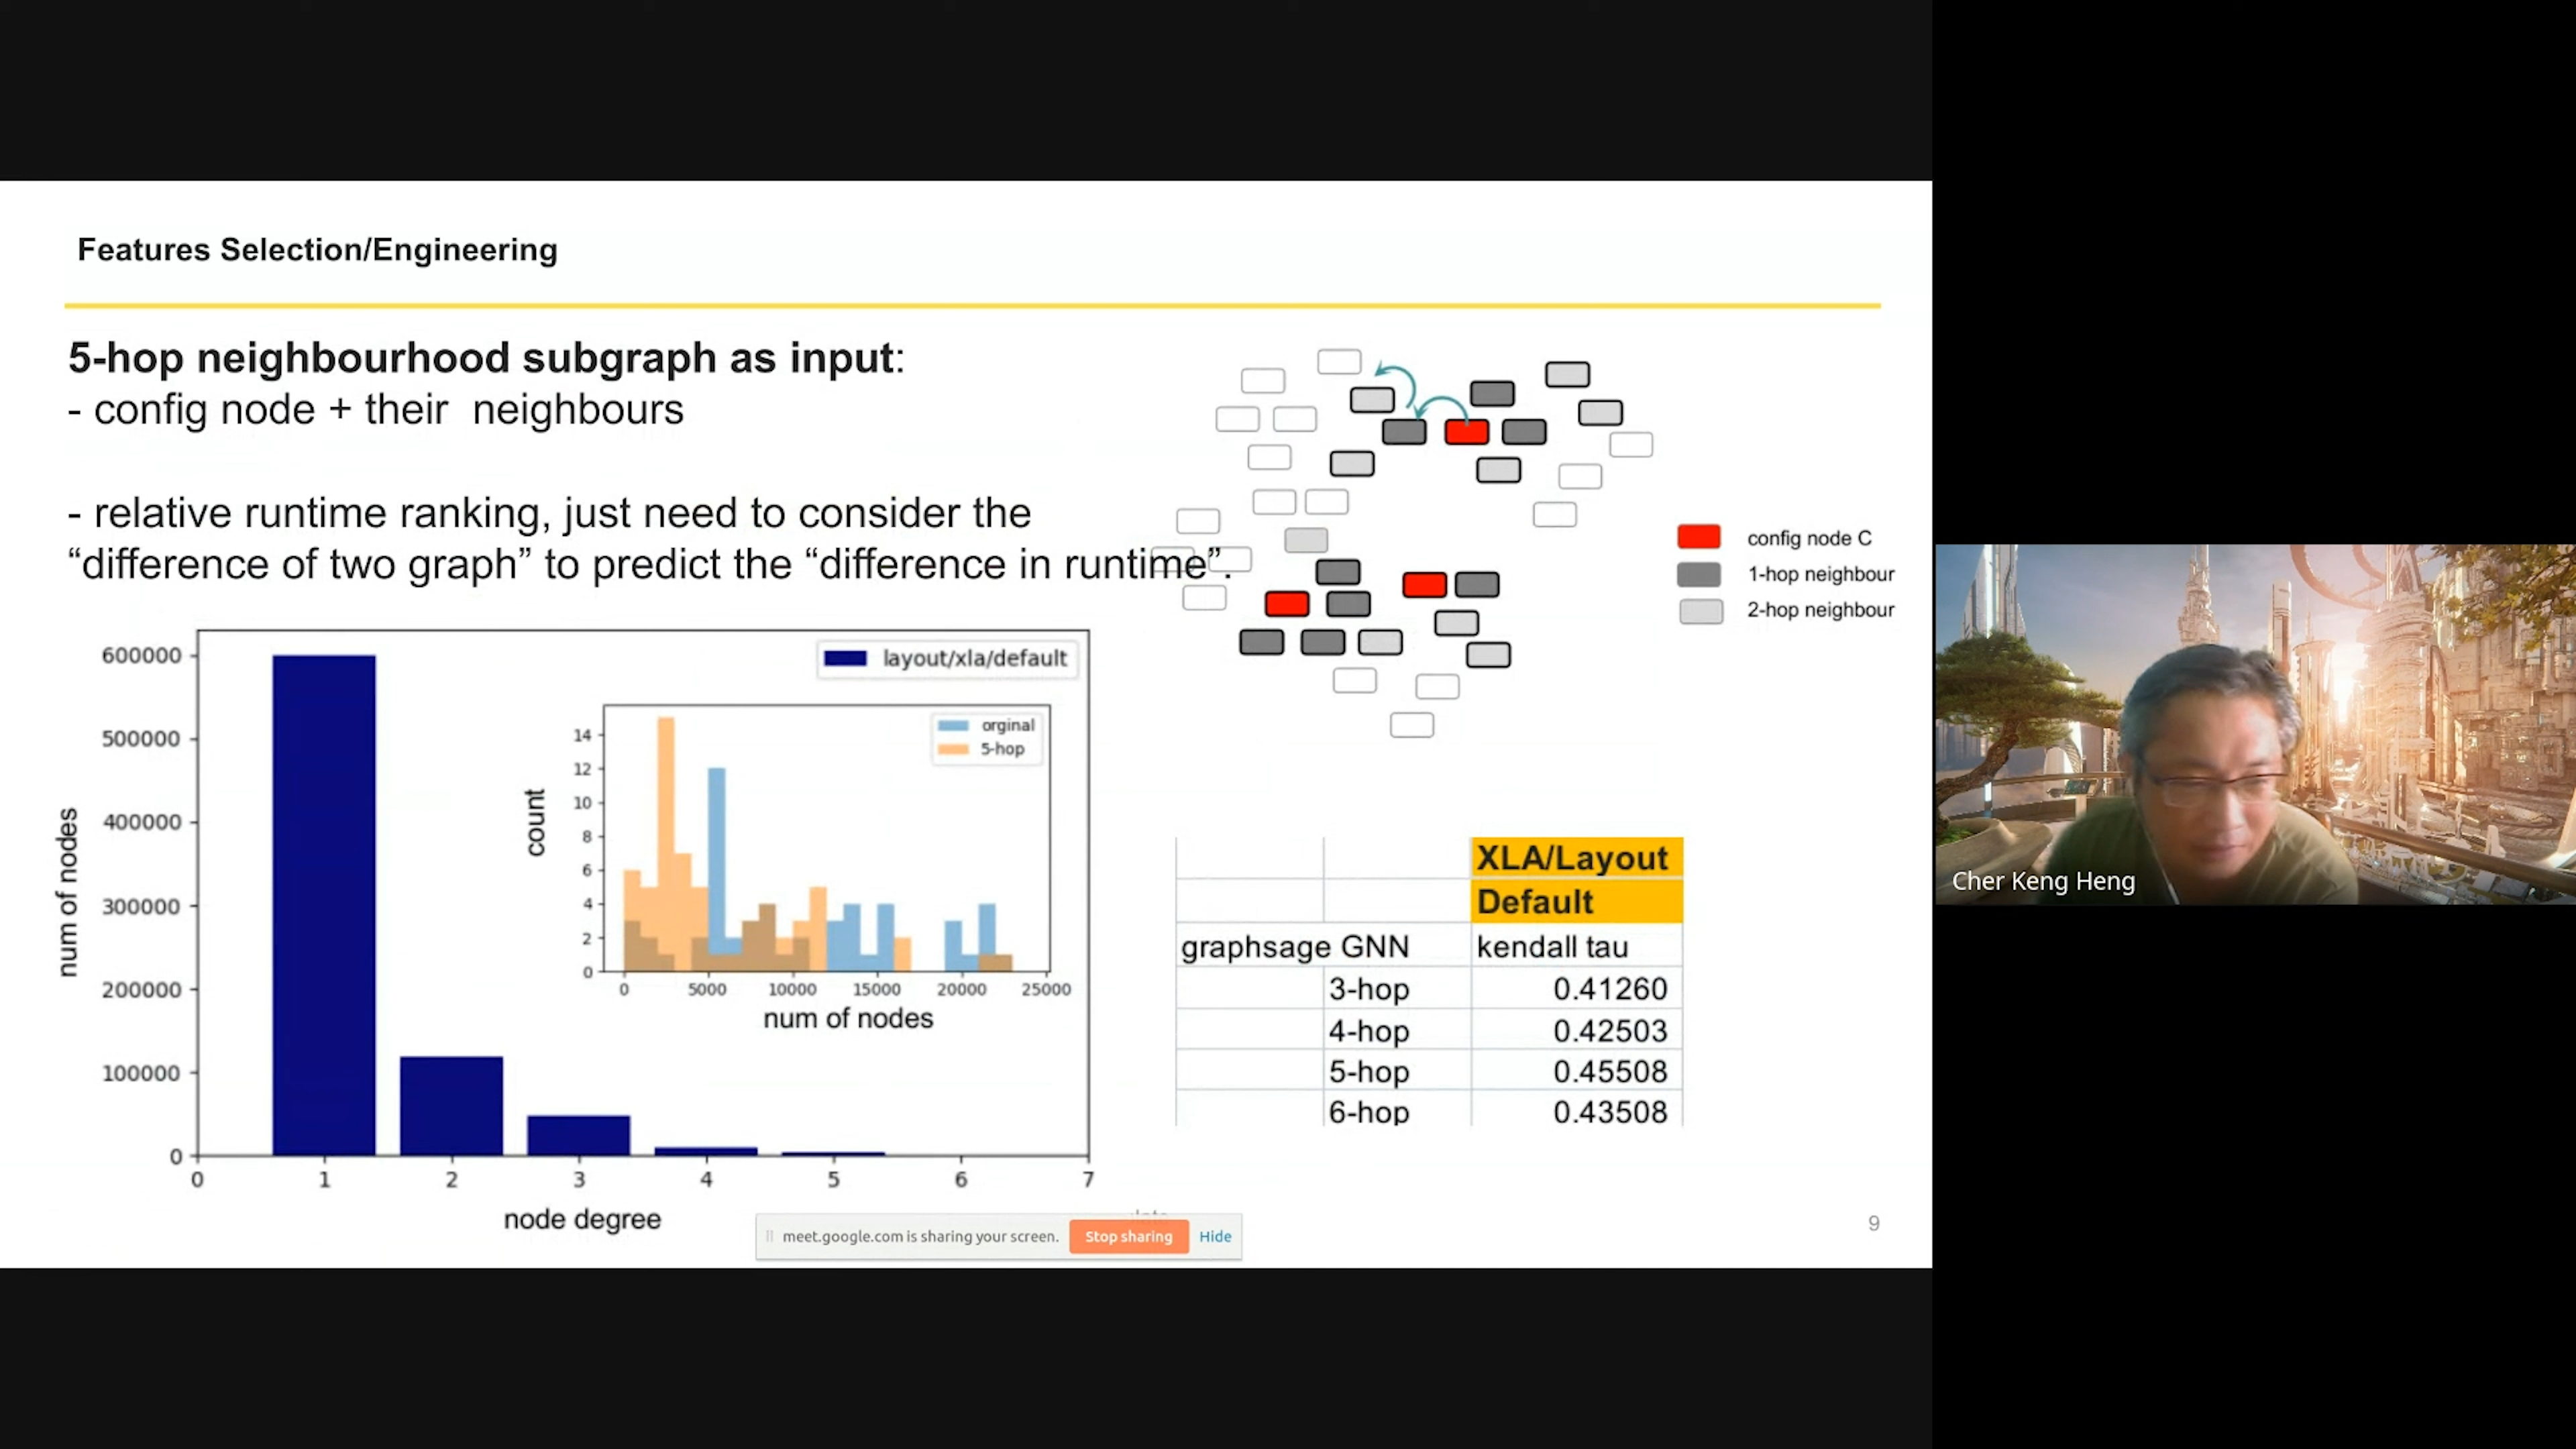 Features Selection/Engineering
5-hop neighbourhood subgraph as input:
- config node + their neighbours
- relative runtime ranking, just need to consider the
“difference of two graph” to predict the “difference in runtime”.
config node C
1-hop neighbour
2-hop neighbour
layout/xla/default
600000
500000
400000
300000
200000
100000
0
num of nodes
0 1 2 3 4 5 6 7
node degree
orginal
5-hop
14
12
10
8
6
4
2
0
count
0 5000 10000 15000 20000 25000
num of nodes
XLA/Layout
Default
graphsage GNN kendall tau
3-hop 0.41260
4-hop 0.42503
5-hop 0.45508
6-hop 0.43508
meet.google.com is sharing your screen. Stop sharing Hide
9
Cher Keng Heng